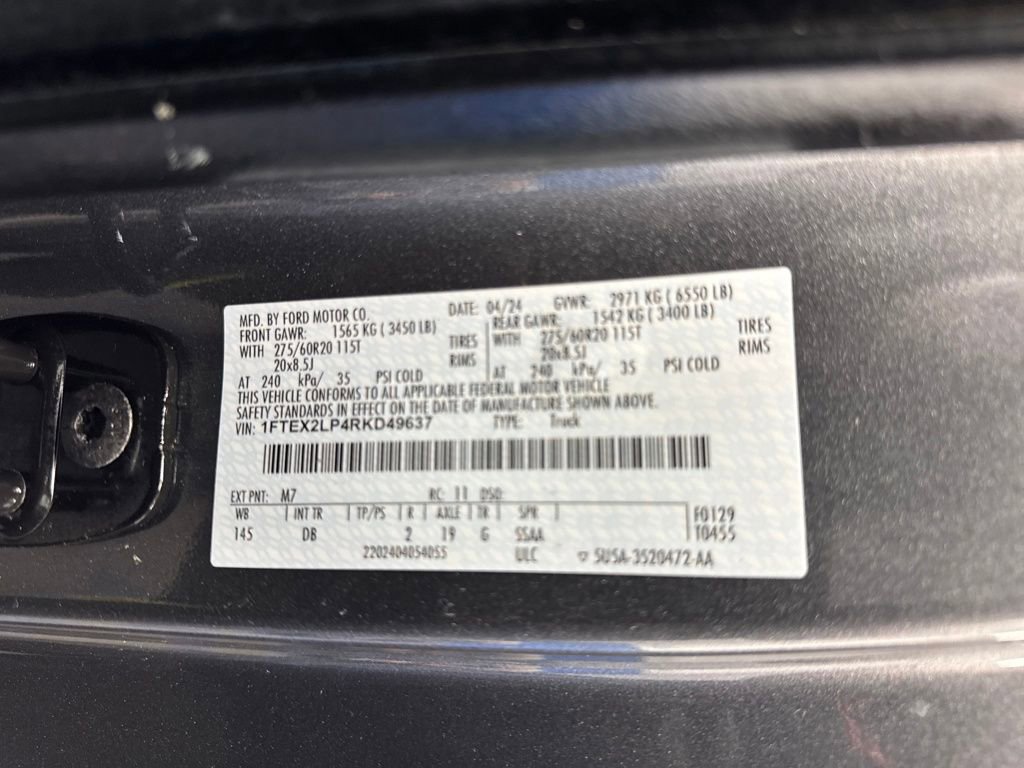 MFD. BY FORD MOTOR CO. DATE: 04/24 GVWR: 2971 KG ( 6550 LB)
FRONT GAWR: 1565 KG ( 3450 LB) REAR GAWR: 1542 KG ( 3400 LB)
WITH 275/60R20 115T TIRES WITH 275/60R20 115T TIRES
20x8.5J RIMS 20x8.5J RIMS
AT 240 kPa/ 35 PSI COLD AT 240 kPa/ 35 PSI COLD
THIS VEHICLE CONFORMS TO ALL APPLICABLE FEDERAL MOTOR VEHICLE
SAFETY STANDARDS IN EFFECT ON THE DATE OF MANUFACTURE SHOWN ABOVE.
VIN: 1FTEX2LP4RKD49637 TYPE: Truck
EXT PNT: M7 RC: 11 DSO:
WB INT TR TP/PS R AXLE TR SPR F0129
145 DB 2 19 G SSAA 10455
2202404054055 ULC 5U5A-3520472-AA